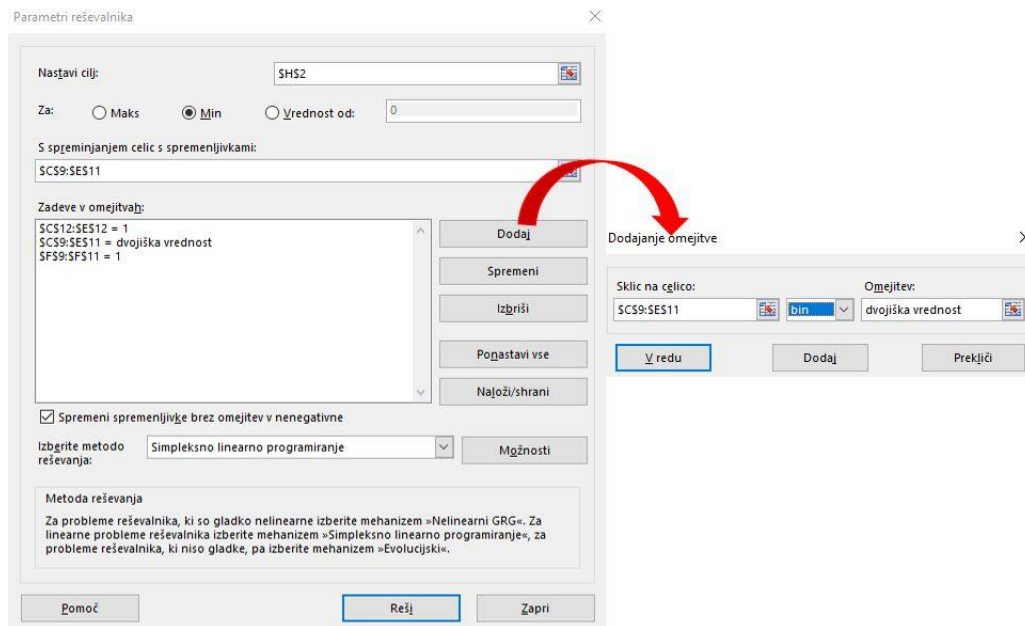 Parametri reševalnika
Nastavi cilj: $H$2
Za: Maks Min Vrednost od: 0
S spreminjanjem celic s spremenljivkami:
$C$9:$E$11
Zadeve v omejitvah:
$C$12:$E$12 = 1
$C$9:$E$11 = dvojiška vrednost
$F$9:$F$11 = 1
Dodaj
Spremeni
Izbriši
Ponastavi vse
Naloži/shrani
Spremeni spremenljivke brez omejitev v nenegativne
Izberite metodo
reševanja:
Simpleksno linearno programiranje
Možnosti
Metoda reševanja
Za probleme reševalnika, ki so gladko nelinearne izberite mehanizem »Nelinearni GRG«. Za
linearne probleme reševalnika izberite mehanizem »Simpleksno linearno programiranje«, za
probleme reševalnika, ki niso gladke, pa izberite mehanizem »Evolucijski«.
Pomoč Reši Zapri
Dodajanje omejitve
Sklic na celico: Omejitev:
$C$9:$E$11 bin dvojiška vrednost
V redu Dodaj Prekliči